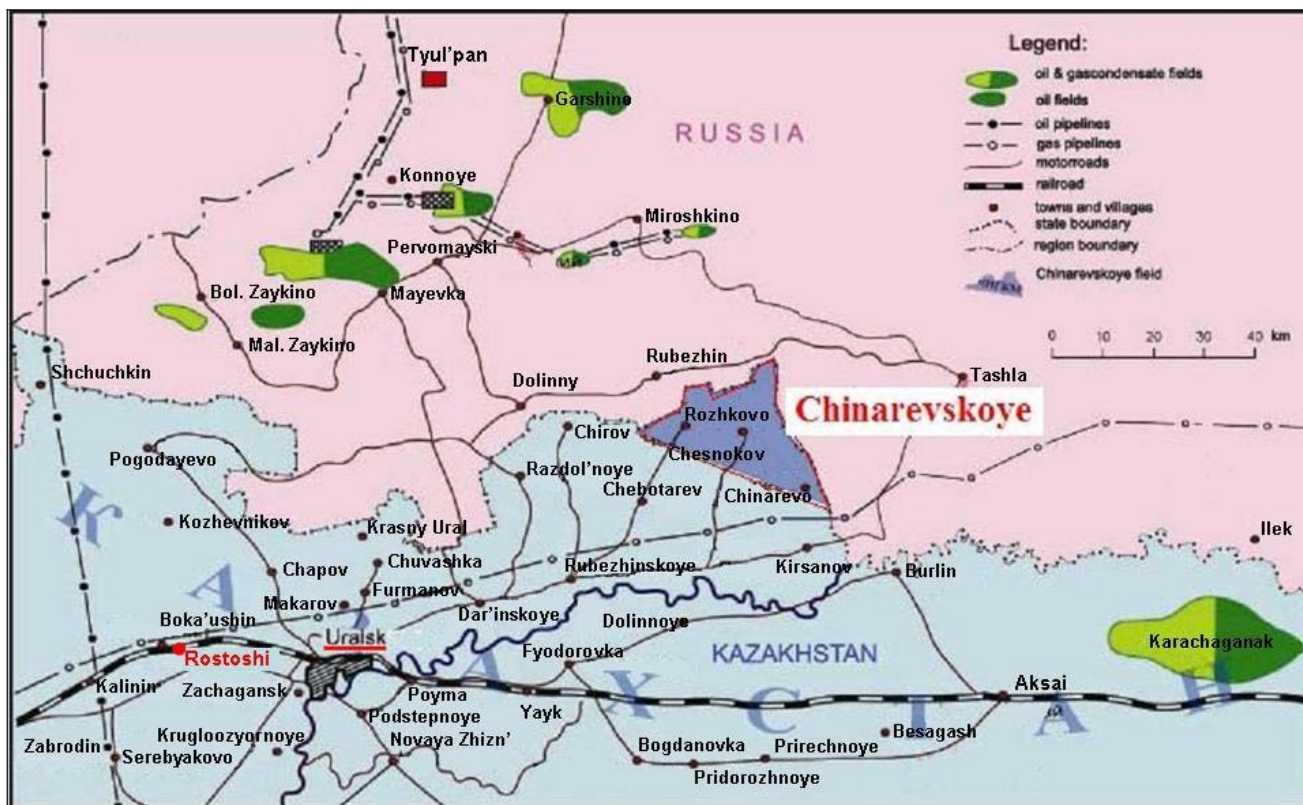 Tyul'pan
Garshino
RUSSIA
Konnoye
Miroshkino
Pervomayski
Mayevka
Bol. Zaykino
Mal. Zaykino
Shchuchkin
Dolinny
Rubezhin
Tashla
Chinarevskoye
Rozhkovo
Chirov
Chesnokov
Pogodayevo
Razdol'noye
Chebotarev
Chinarevo
Kozhevnikov
Krasny Ural
Ilek
Chapov
Chuvashka
Rubezhinskoye
Kirsanov
Burlin
Makarov
Furmanov
Dar'inskoye
Boka'ushin
Dolinnoye
Uralsk
Karachaganak
Rostoshi
Fyodorovka
KAZAKHSTAN
Kalinin
Zachagansk
Poyma
Yayk
Aksai
Podstepnoye
Novaya Zhizn'
Krugloozyornoye
Besagash
Zabrodin
Serebyakovo
Bogdanovka
Prirechnoye
Pridorozhnoye
Legend:
oil & gascondensate fields
oil fields
oil pipelines
gas pipelines
motorroads
railroad
towns and villages
state boundary
region boundary
Chinarevskoye field
0 10 20 30 40 km